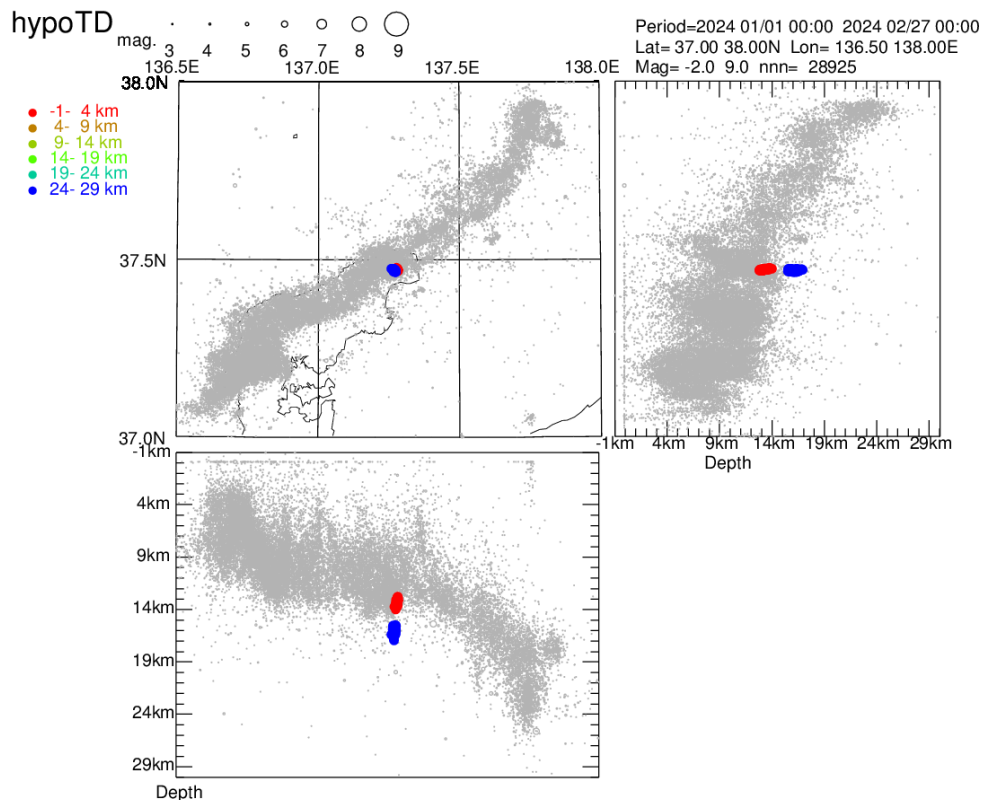 hypoTD
mag.
3 4 5 6 7 8 9
Period=2024 01/01 00:00 2024 02/27 00:00
Lat= 37.00 38.00N Lon= 136.50 138.00E
Mag= -2.0 9.0 nnn= 28925
136.5E 137.0E 137.5E 138.0E
38.0N
-1- 4 km
4- 9 km
9- 14 km
14- 19 km
19- 24 km
24- 29 km
37.5N
37.0N
-1km 4km 9km 14km 19km 24km 29km
Depth
-1km
4km
9km
14km
19km
24km
29km
Depth